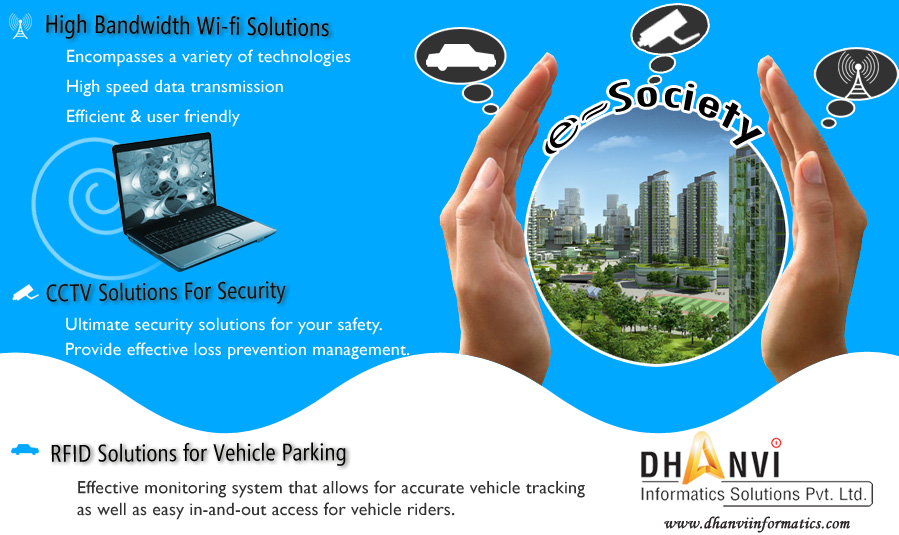 High Bandwidth Wi-fi Solutions
Encompasses a variety of technologies
High speed data transmission
Efficient & user friendly
e-Society
CCTV Solutions For Security
Ultimate security solutions for your safety.
Provide effective loss prevention management.
RFID Solutions for Vehicle Parking
Effective monitoring system that allows for accurate vehicle tracking
as well as easy in-and-out access for vehicle riders.
DHANVI
Informatics Solutions Pvt. Ltd.
www.dhanviinformatics.com